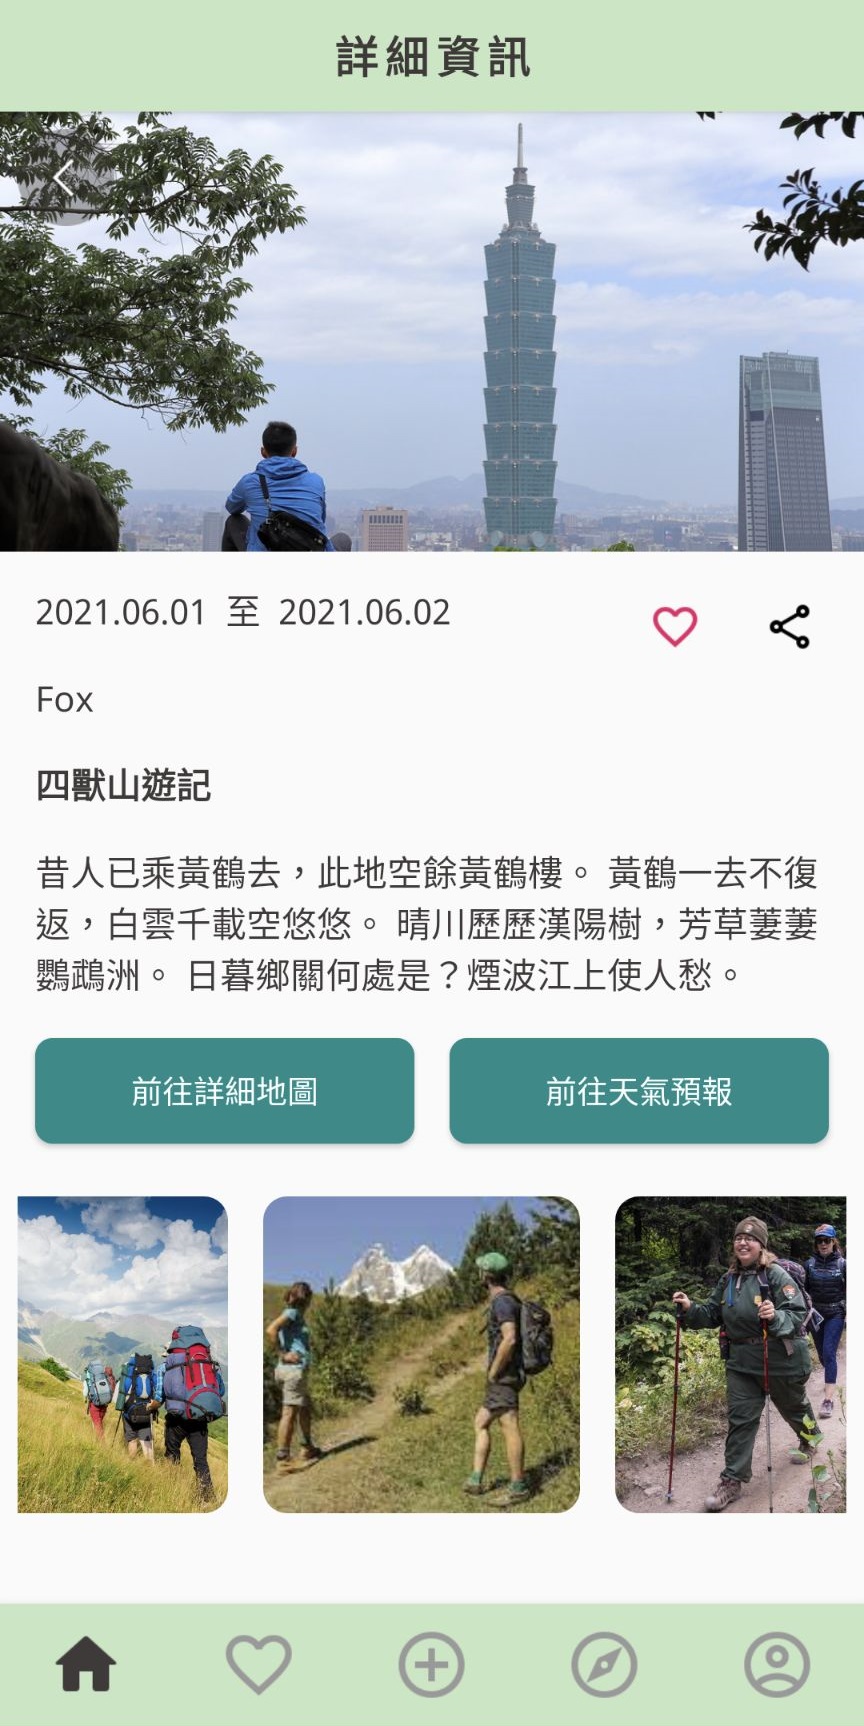 詳細資訊
2021.06.01 至 2021.06.02
Fox
四獸山遊記
昔人已乘黃鶴去，此地空餘黃鶴樓。 黃鶴一去不復
返，白雲千載空悠悠。 晴川歷歷漢陽樹，芳草萋萋
鸚鵡洲。 日暮鄉關何處是？煙波江上使人愁。
前往詳細地圖
前往天氣預報